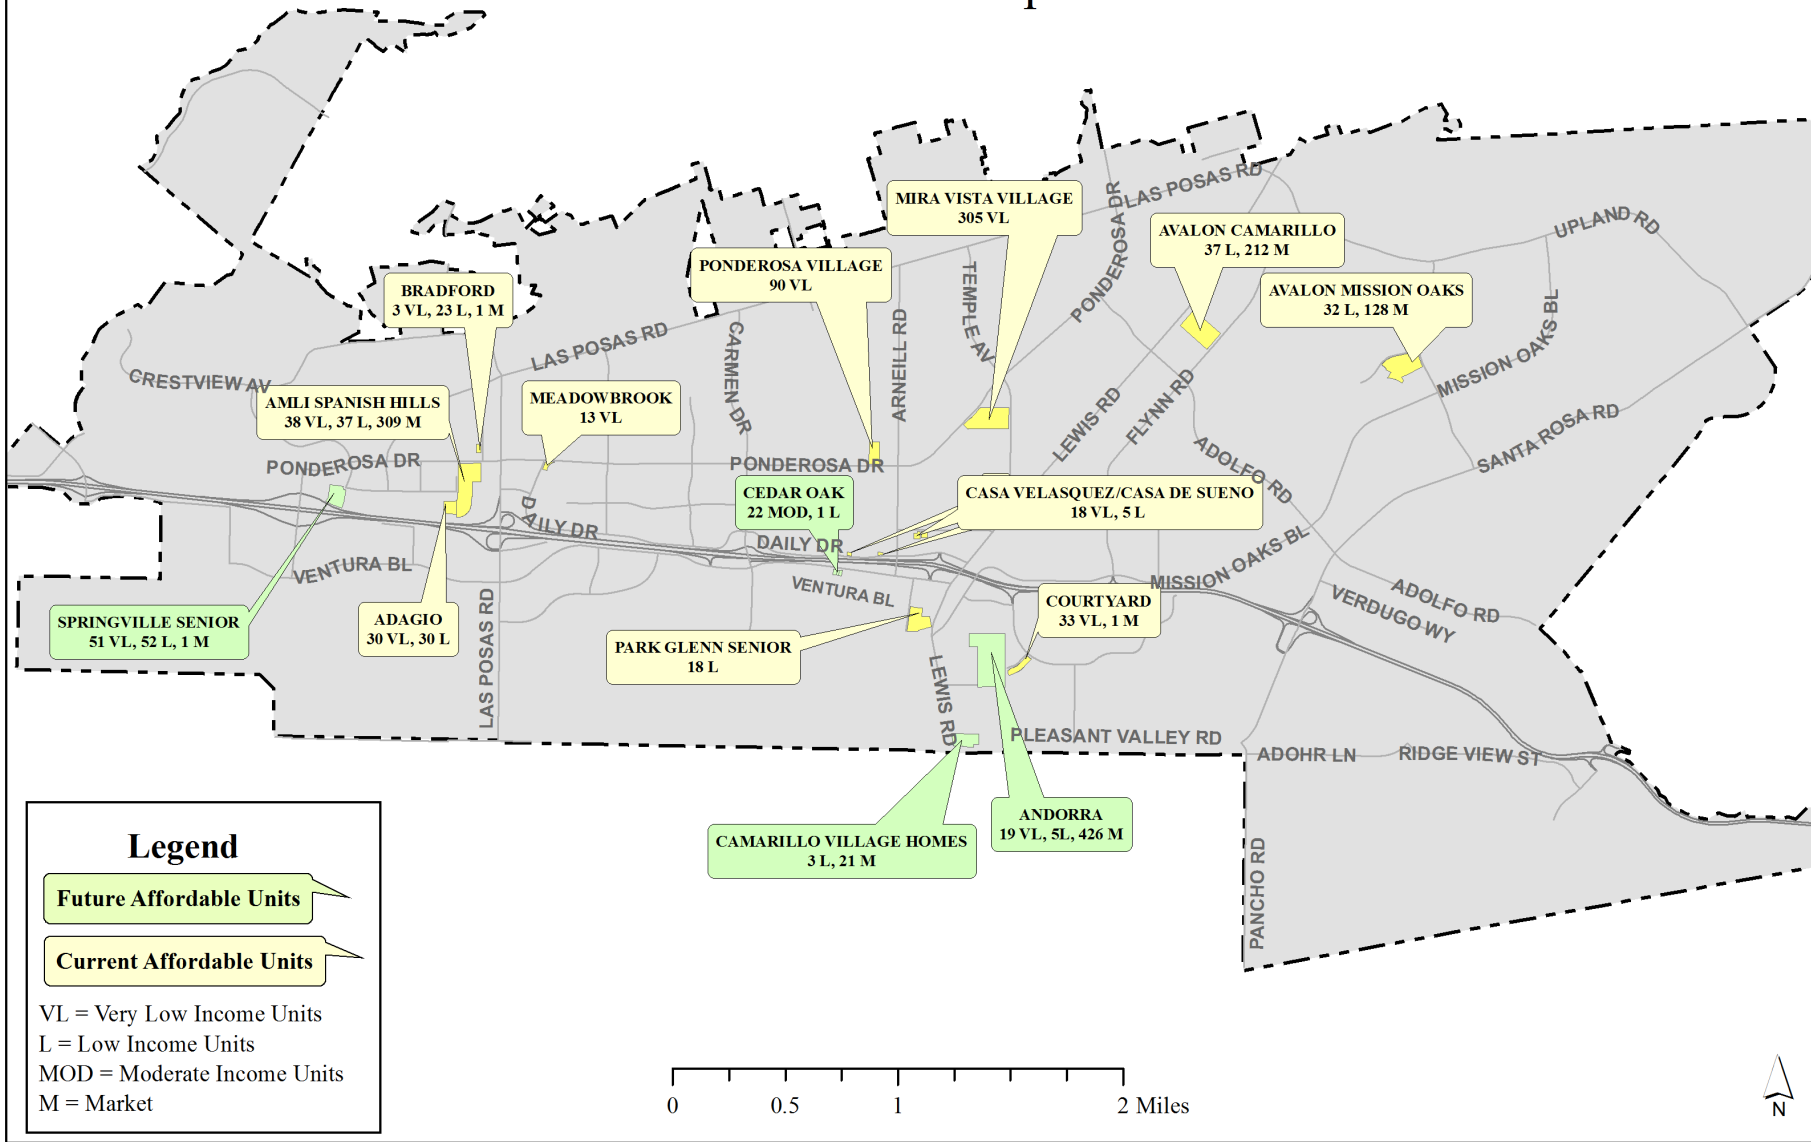 LAS POSAS RD
MIRA VISTA VILLAGE
305 VL
PONDEROSA DR
AVALON CAMARILLO
37 L, 212 M
UPLAND RD
PONDEROSA VILLAGE
90 VL
TEMPLE AV
BRADFORD
3 VL, 23 L, 1 M
AVALON MISSION OAKS
32 L, 128 M
LAS POSAS RD
CARMEN DR
ARNEILL RD
MISSION OAKS BL
CRESTVIEW AV
AMLI SPANISH HILLS
38 VL, 37 L, 309 M
MEADOWBROOK
13 VL
LEWIS RD
FLYNN RD
SANTA ROSA RD
PONDEROSA DR
PONDEROSA DR
ADOLFO RD
CEDAR OAK
22 MOD, 1 L
CASA VELASQUEZ/CASA DE SUENO
18 VL, 5 L
DAILY DR
DAILY DR
MISSION OAKS BL
VENTURA BL
VENTURA BL
ADOLFO RD
VERDUGO WY
COURTYARD
33 VL, 1 M
SPRINGVILLE SENIOR
51 VL, 52 L, 1 M
ADAGIO
30 VL, 30 L
LAS POSAS RD
PARK GLENN SENIOR
18 L
LEWIS RD
PLEASANT VALLEY RD
ADOHR LN
RIDGE VIEW ST
ANDORRA
19 VL, 5L, 426 M
CAMARILLO VILLAGE HOMES
3 L, 21 M
PANCHO RD
Legend
Future Affordable Units
Current Affordable Units
VL = Very Low Income Units
L = Low Income Units
MOD = Moderate Income Units
M = Market
0 0.5 1 2 Miles
N